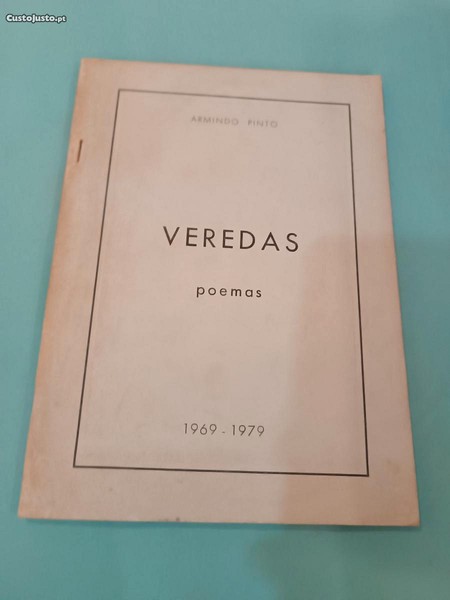 CustoJusto.pt
ARMINDO PINTO
VEREDAS
poemas
1969 - 1979